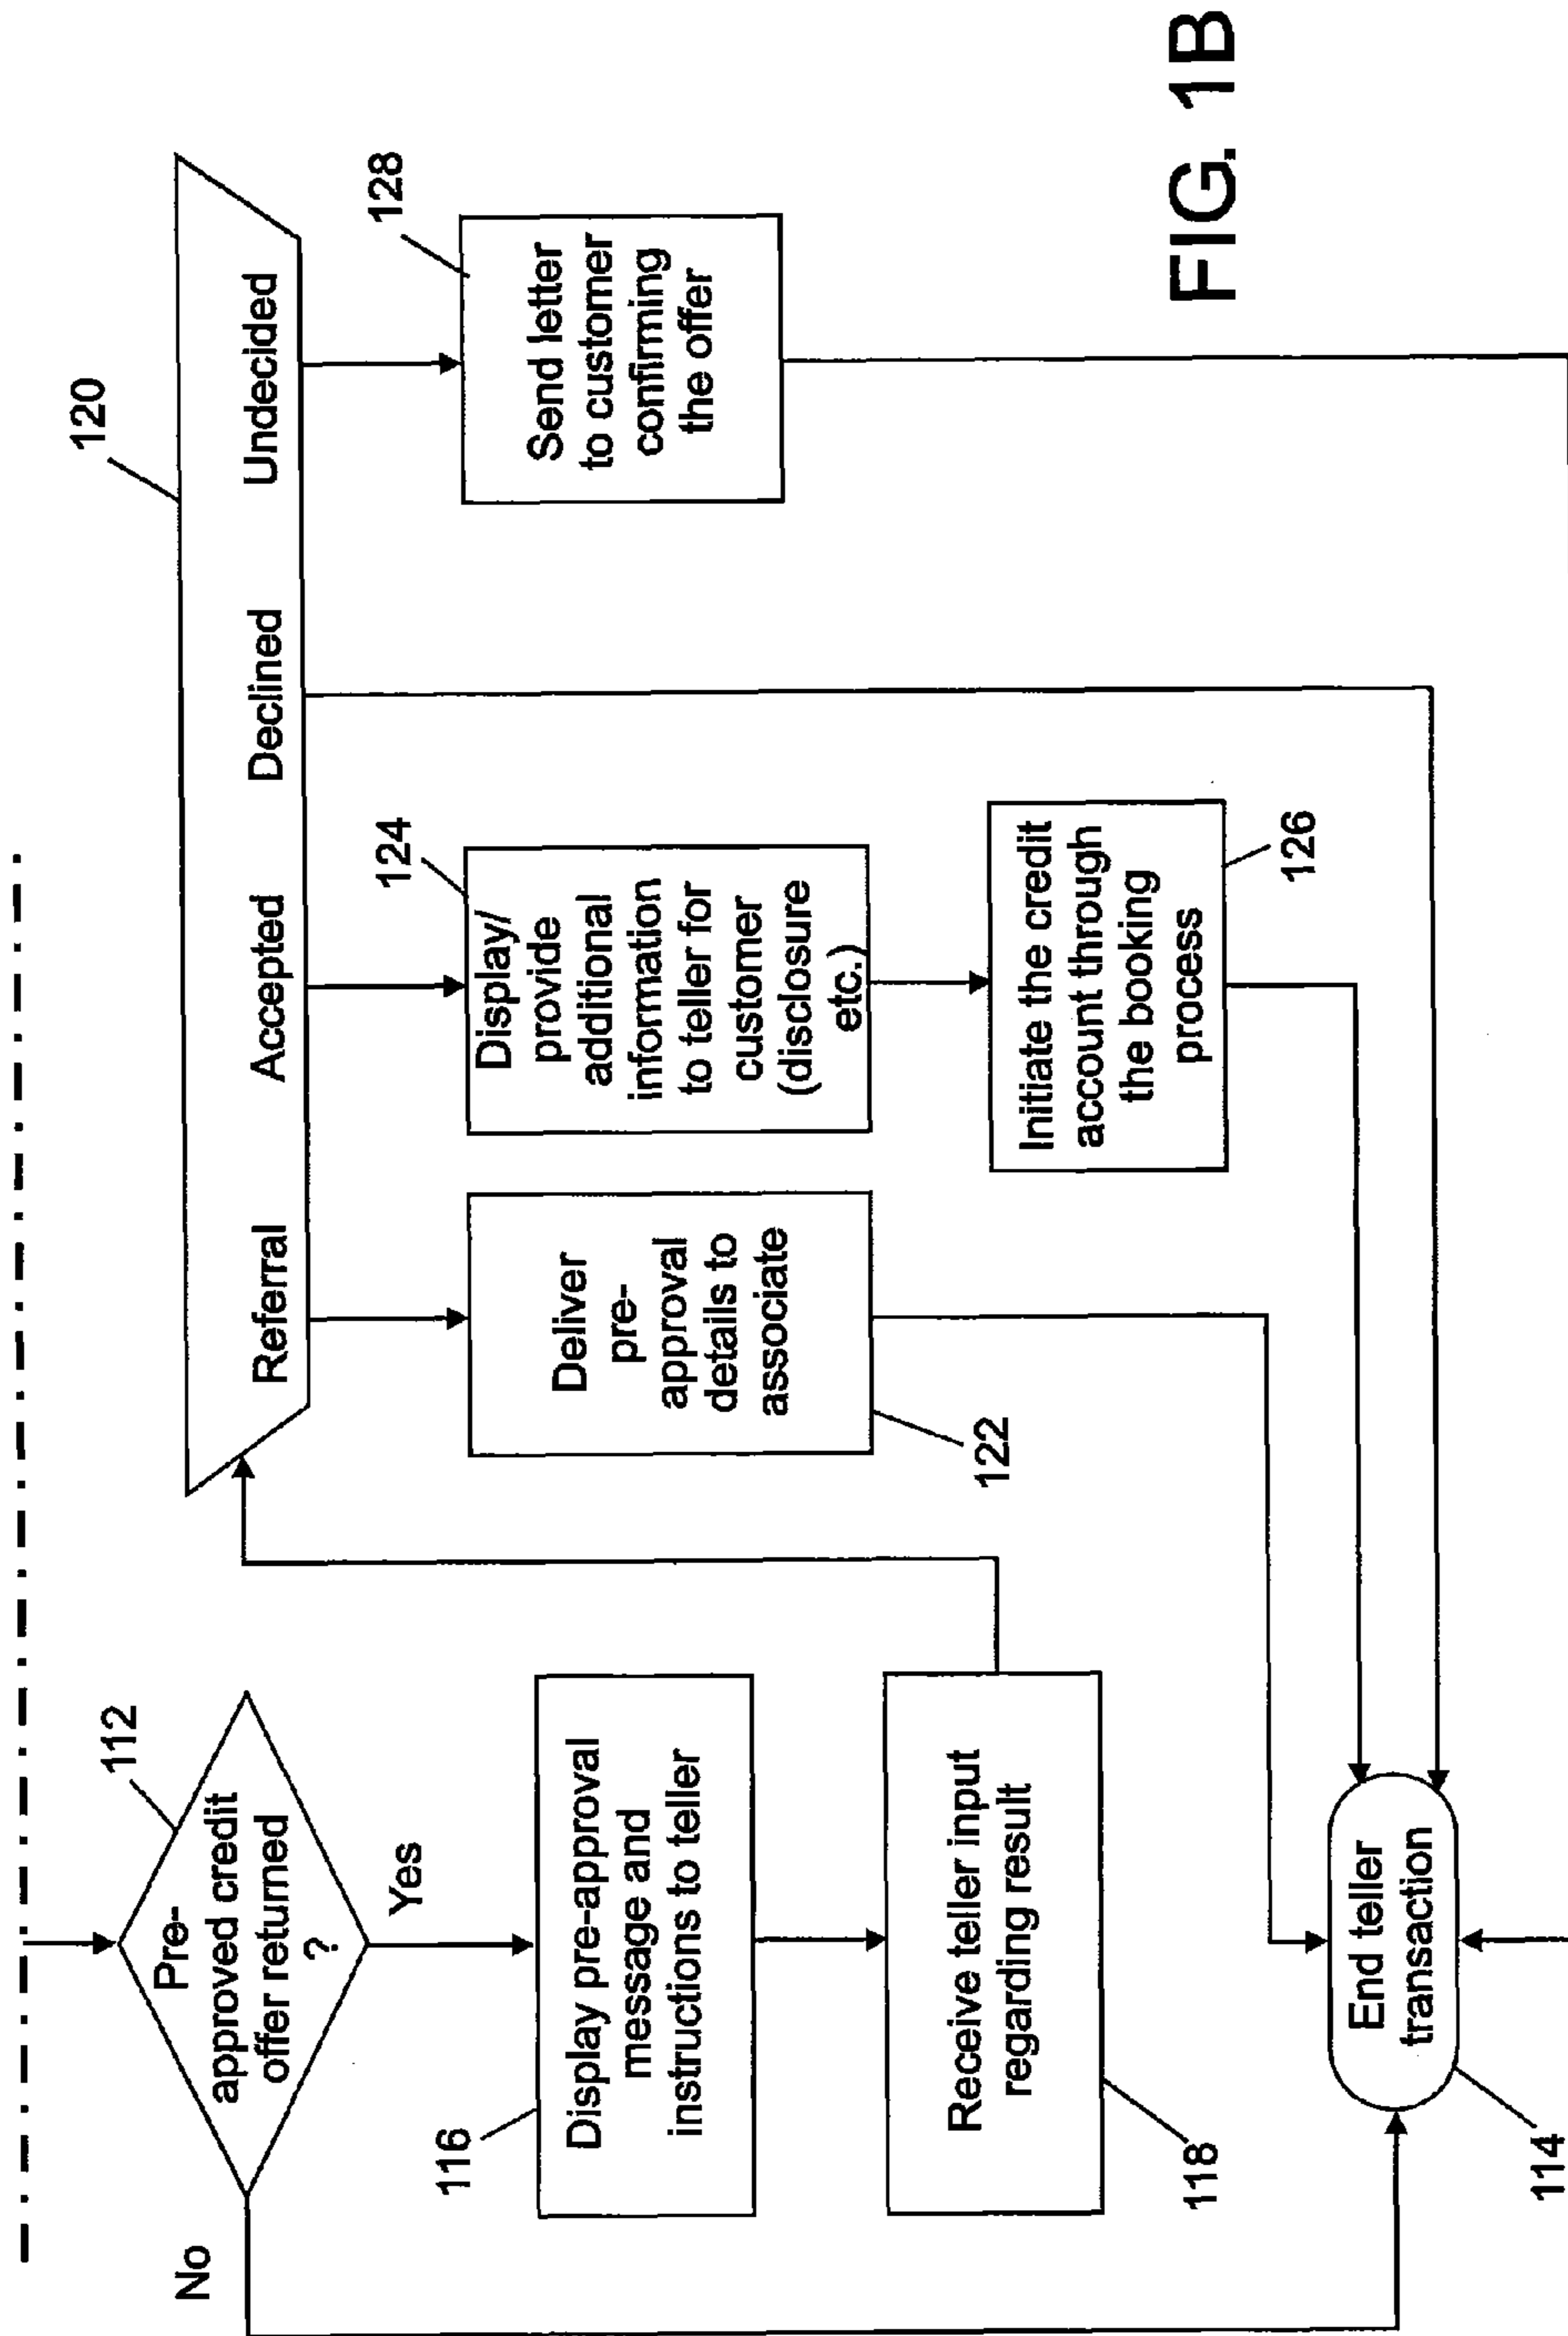 112
Pre-
approved credit
offer returned
?
No
Yes
116
Display pre-approval
message and
instructions to teller
118
Receive teller input
regarding result
120
Referral Accepted Declined Undecided
122
Deliver
pre-
approval
details to
associate
124
Display/
provide
additional
information
to teller for
customer
(disclosure
etc.)
126
Initiate the credit
account through
the booking
process
128
Send letter
to customer
confirming
the offer
114
End teller
transaction
FIG. 1B